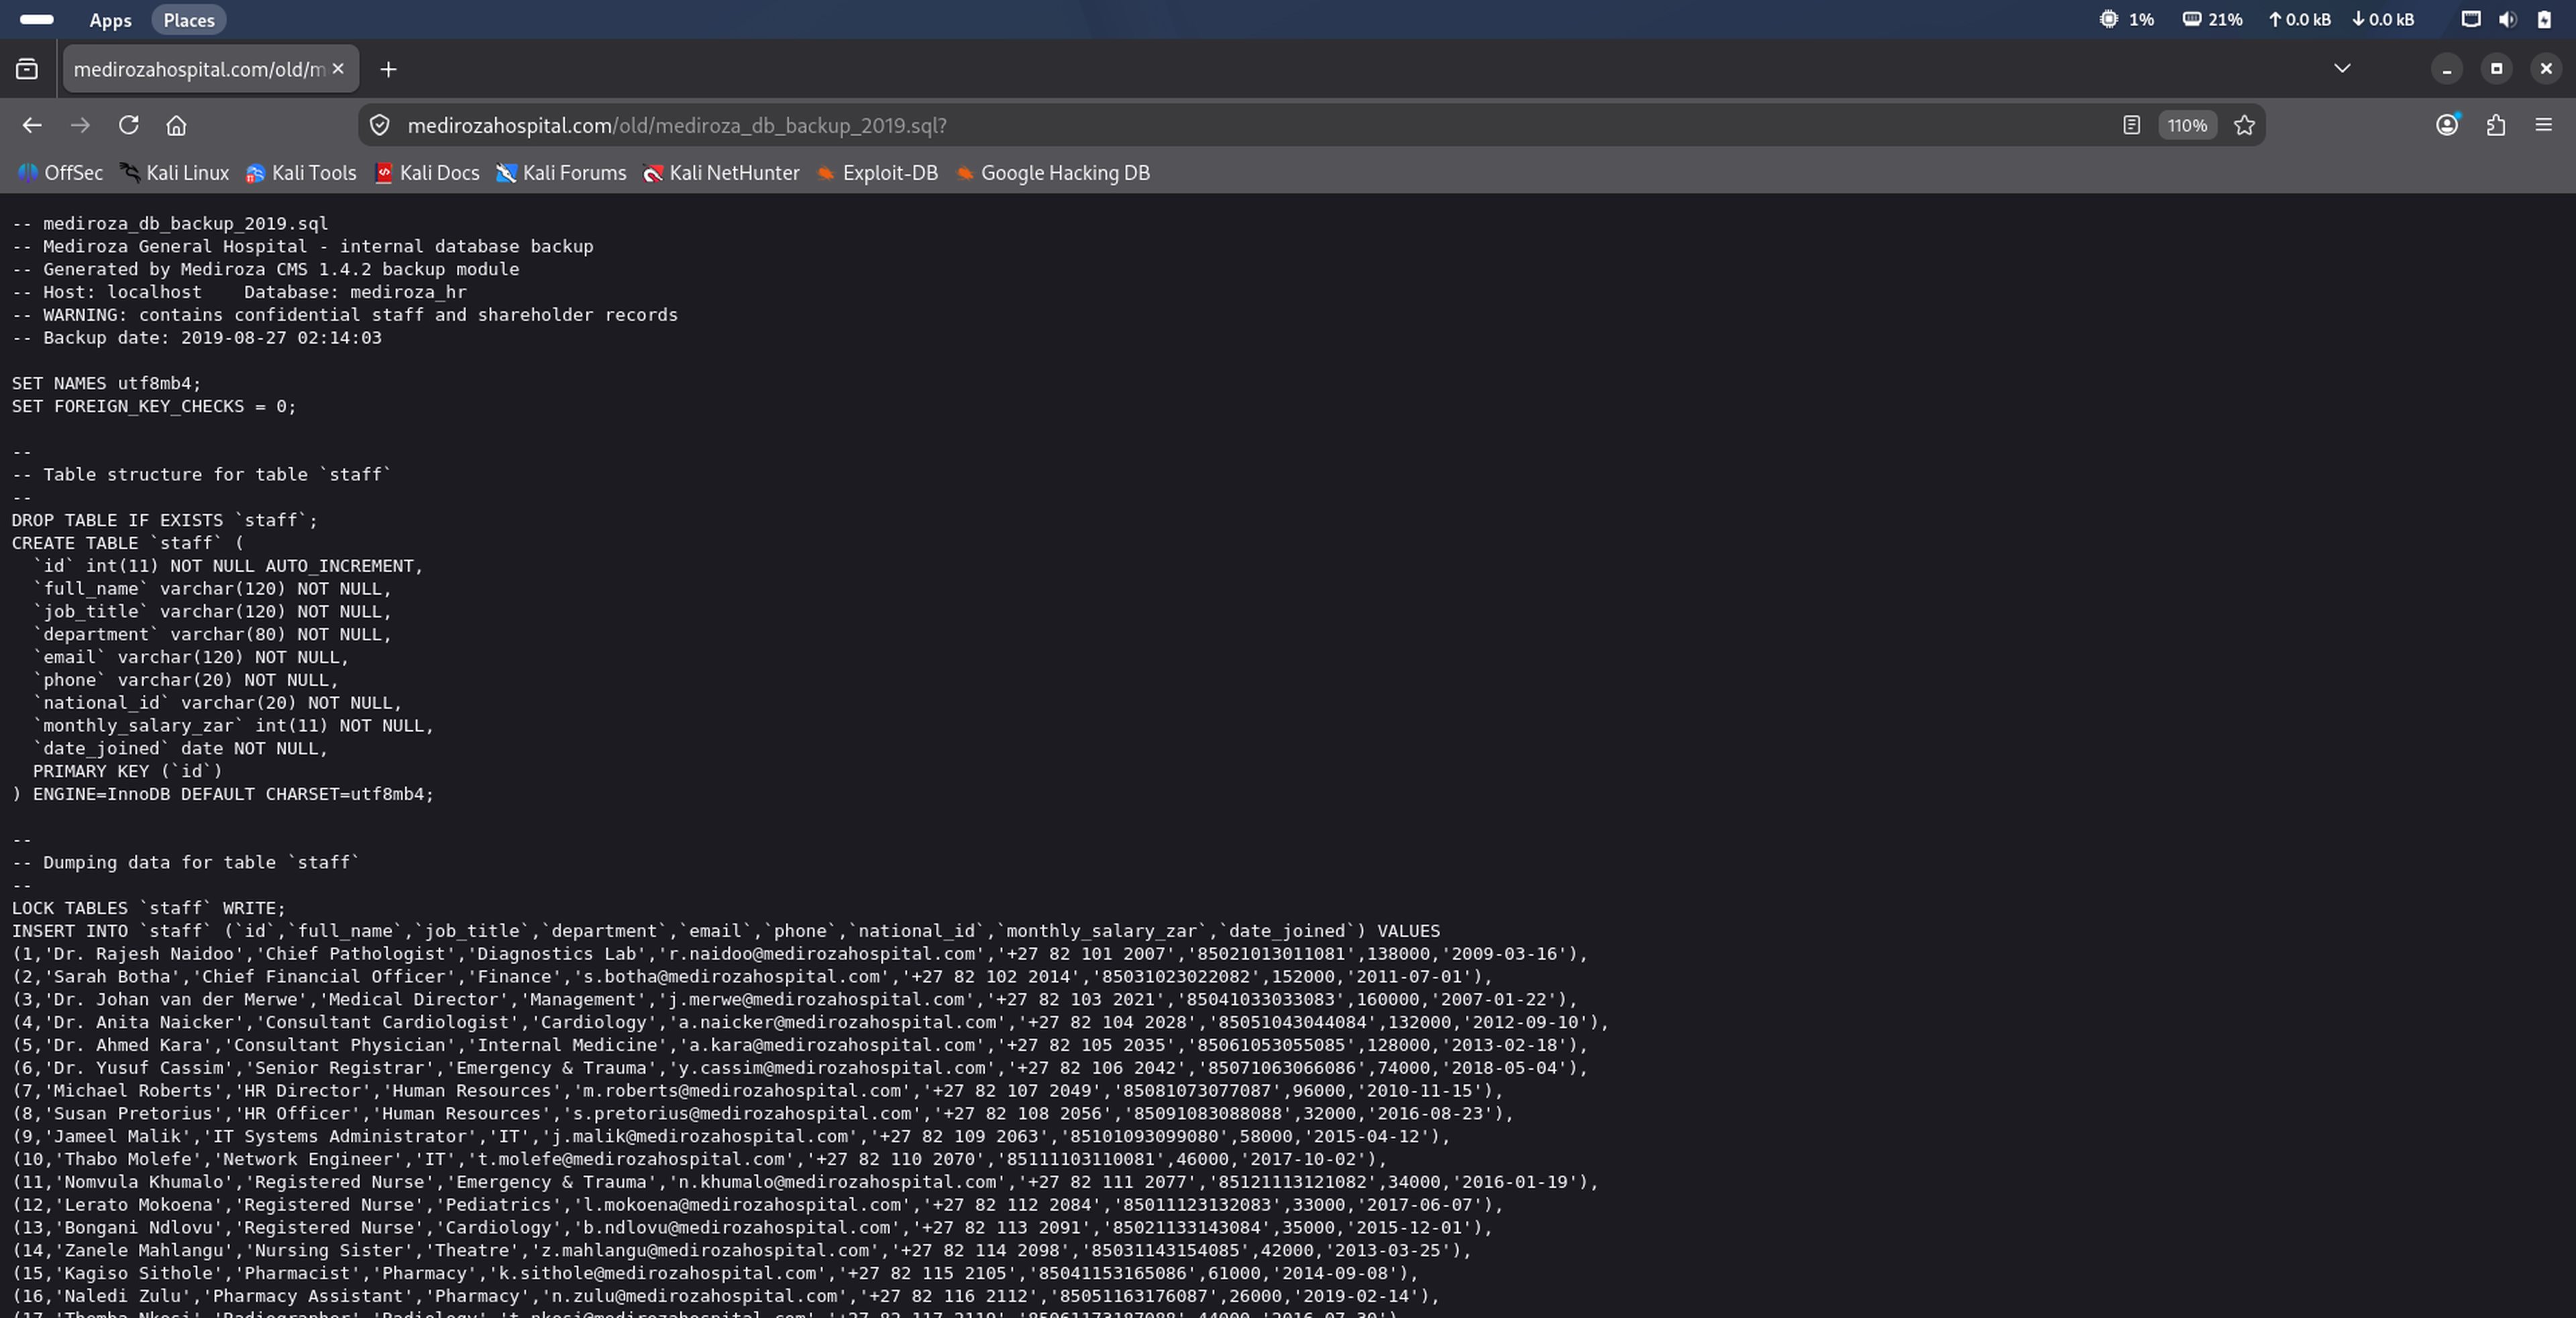 Apps Places 1% 21% 0.0 kB 0.0 kB
medirozahospital.com/old/m
medirozahospital.com/old/mediroza_db_backup_2019.sql? 110%
OffSec Kali Linux Kali Tools Kali Docs Kali Forums Kali NetHunter Exploit-DB Google Hacking DB
-- mediroza_db_backup_2019.sql
-- Mediroza General Hospital - internal database backup
-- Generated by Mediroza CMS 1.4.2 backup module
-- Host: localhost    Database: mediroza_hr
-- WARNING: contains confidential staff and shareholder records
-- Backup date: 2019-08-27 02:14:03
SET NAMES utf8mb4;
SET FOREIGN_KEY_CHECKS = 0;
--
-- Table structure for table `staff`
--
DROP TABLE IF EXISTS `staff`;
CREATE TABLE `staff` (
  `id` int(11) NOT NULL AUTO_INCREMENT,
  `full_name` varchar(120) NOT NULL,
  `job_title` varchar(120) NOT NULL,
  `department` varchar(80) NOT NULL,
  `email` varchar(120) NOT NULL,
  `phone` varchar(20) NOT NULL,
  `national_id` varchar(20) NOT NULL,
  `monthly_salary_zar` int(11) NOT NULL,
  `date_joined` date NOT NULL,
  PRIMARY KEY (`id`)
) ENGINE=InnoDB DEFAULT CHARSET=utf8mb4;
--
-- Dumping data for table `staff`
--
LOCK TABLES `staff` WRITE;
INSERT INTO `staff` (`id`,`full_name`,`job_title`,`department`,`email`,`phone`,`national_id`,`monthly_salary_zar`,`date_joined`) VALUES
(1,'Dr. Rajesh Naidoo','Chief Pathologist','Diagnostics Lab','r.naidoo@medirozahospital.com','+27 82 101 2007','85021013011081',138000,'2009-03-16'),
(2,'Sarah Botha','Chief Financial Officer','Finance','s.botha@medirozahospital.com','+27 82 102 2014','85031023022082',152000,'2011-07-01'),
(3,'Dr. Johan van der Merwe','Medical Director','Management','j.merwe@medirozahospital.com','+27 82 103 2021','85041033033083',160000,'2007-01-22'),
(4,'Dr. Anita Naicker','Consultant Cardiologist','Cardiology','a.naicker@medirozahospital.com','+27 82 104 2028','85051043044084',132000,'2012-09-10'),
(5,'Dr. Ahmed Kara','Consultant Physician','Internal Medicine','a.kara@medirozahospital.com','+27 82 105 2035','85061053055085',128000,'2013-02-18'),
(6,'Dr. Yusuf Cassim','Senior Registrar','Emergency & Trauma','y.cassim@medirozahospital.com','+27 82 106 2042','85071063066086',74000,'2018-05-04'),
(7,'Michael Roberts','HR Director','Human Resources','m.roberts@medirozahospital.com','+27 82 107 2049','85081073077087',96000,'2010-11-15'),
(8,'Susan Pretorius','HR Officer','Human Resources','s.pretorius@medirozahospital.com','+27 82 108 2056','85091083088088',32000,'2016-08-23'),
(9,'Jameel Malik','IT Systems Administrator','IT','j.malik@medirozahospital.com','+27 82 109 2063','85101093099080',58000,'2015-04-12'),
(10,'Thabo Molefe','Network Engineer','IT','t.molefe@medirozahospital.com','+27 82 110 2070','85111103110081',46000,'2017-10-02'),
(11,'Nomvula Khumalo','Registered Nurse','Emergency & Trauma','n.khumalo@medirozahospital.com','+27 82 111 2077','85121113121082',34000,'2016-01-19'),
(12,'Lerato Mokoena','Registered Nurse','Pediatrics','l.mokoena@medirozahospital.com','+27 82 112 2084','85011123132083',33000,'2017-06-07'),
(13,'Bongani Ndlovu','Registered Nurse','Cardiology','b.ndlovu@medirozahospital.com','+27 82 113 2091','85021133143084',35000,'2015-12-01'),
(14,'Zanele Mahlangu','Nursing Sister','Theatre','z.mahlangu@medirozahospital.com','+27 82 114 2098','85031143154085',42000,'2013-03-25'),
(15,'Kagiso Sithole','Pharmacist','Pharmacy','k.sithole@medirozahospital.com','+27 82 115 2105','85041153165086',61000,'2014-09-08'),
(16,'Naledi Zulu','Pharmacy Assistant','Pharmacy','n.zulu@medirozahospital.com','+27 82 116 2112','85051163176087',26000,'2019-02-14'),